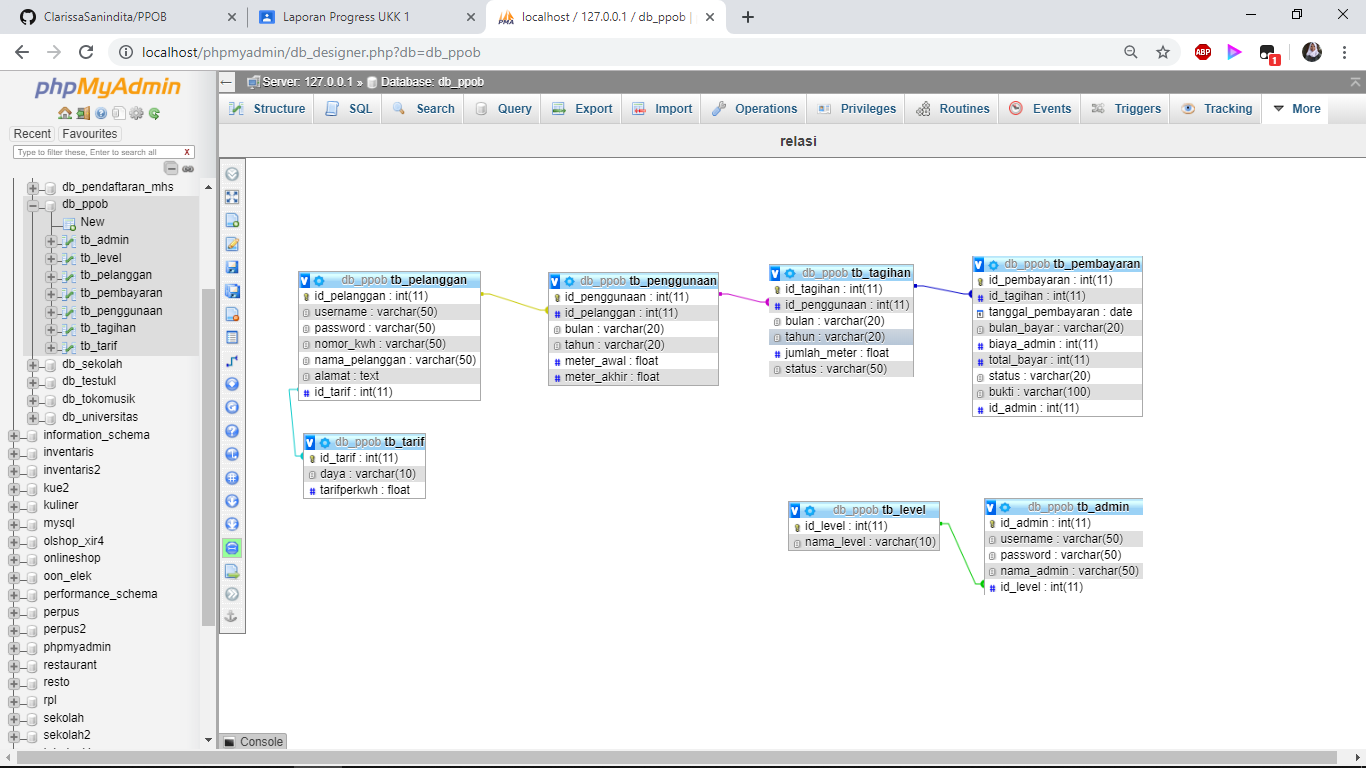 ClarissaSanindita/PPOB
Laporan Progress UKK 1
localhost / 127.0.0.1 / db_ppob |
localhost/phpmyadmin/db_designer.php?db=db_ppob
ABP
1
phpMyAdmin
Recent Favourites
Type to filter these, Enter to search all X
db_pendaftaran_mhs
db_ppob
New
tb_admin
tb_level
tb_pelanggan
tb_pembayaran
tb_penggunaan
tb_tagihan
tb_tarif
db_sekolah
db_testukl
db_tokomusik
db_universitas
information_schema
inventaris
inventaris2
kue2
kuliner
mysql
olshop_xir4
onlineshop
oon_elek
performance_schema
perpus
perpus2
phpmyadmin
restaurant
resto
rpl
sekolah
sekolah2
Server: 127.0.0.1 » Database: db_ppob
Structure SQL Search Query Export Import Operations Privileges Routines Events Triggers Tracking More
relasi
db_ppob tb_pelanggan
id_pelanggan : int(11)
username : varchar(50)
password : varchar(50)
nomor_kwh : varchar(50)
nama_pelanggan : varchar(50)
alamat : text
id_tarif : int(11)
db_ppob tb_tarif
id_tarif : int(11)
daya : varchar(10)
tarifperkwh : float
db_ppob tb_penggunaan
id_penggunaan : int(11)
id_pelanggan : int(11)
bulan : varchar(20)
tahun : varchar(20)
meter_awal : float
meter_akhir : float
db_ppob tb_tagihan
id_tagihan : int(11)
id_penggunaan : int(11)
bulan : varchar(20)
tahun : varchar(20)
jumlah_meter : float
status : varchar(50)
db_ppob tb_pembayaran
id_pembayaran : int(11)
id_tagihan : int(11)
tanggal_pembayaran : date
bulan_bayar : varchar(20)
biaya_admin : int(11)
total_bayar : int(11)
status : varchar(20)
bukti : varchar(100)
id_admin : int(11)
db_ppob tb_level
id_level : int(11)
nama_level : varchar(10)
db_ppob tb_admin
id_admin : int(11)
username : varchar(50)
password : varchar(50)
nama_admin : varchar(50)
id_level : int(11)
Console